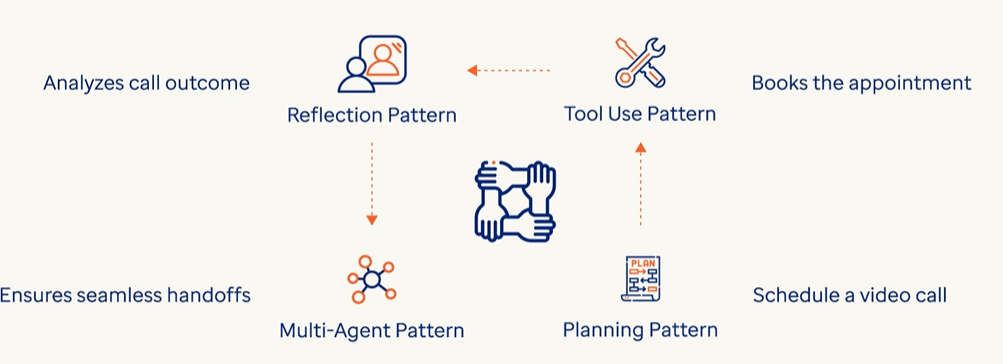 Analyzes call outcome
Reflection Pattern
Tool Use Pattern
Books the appointment
PLAN
Ensures seamless handoffs
Multi-Agent Pattern
Planning Pattern
Schedule a video call